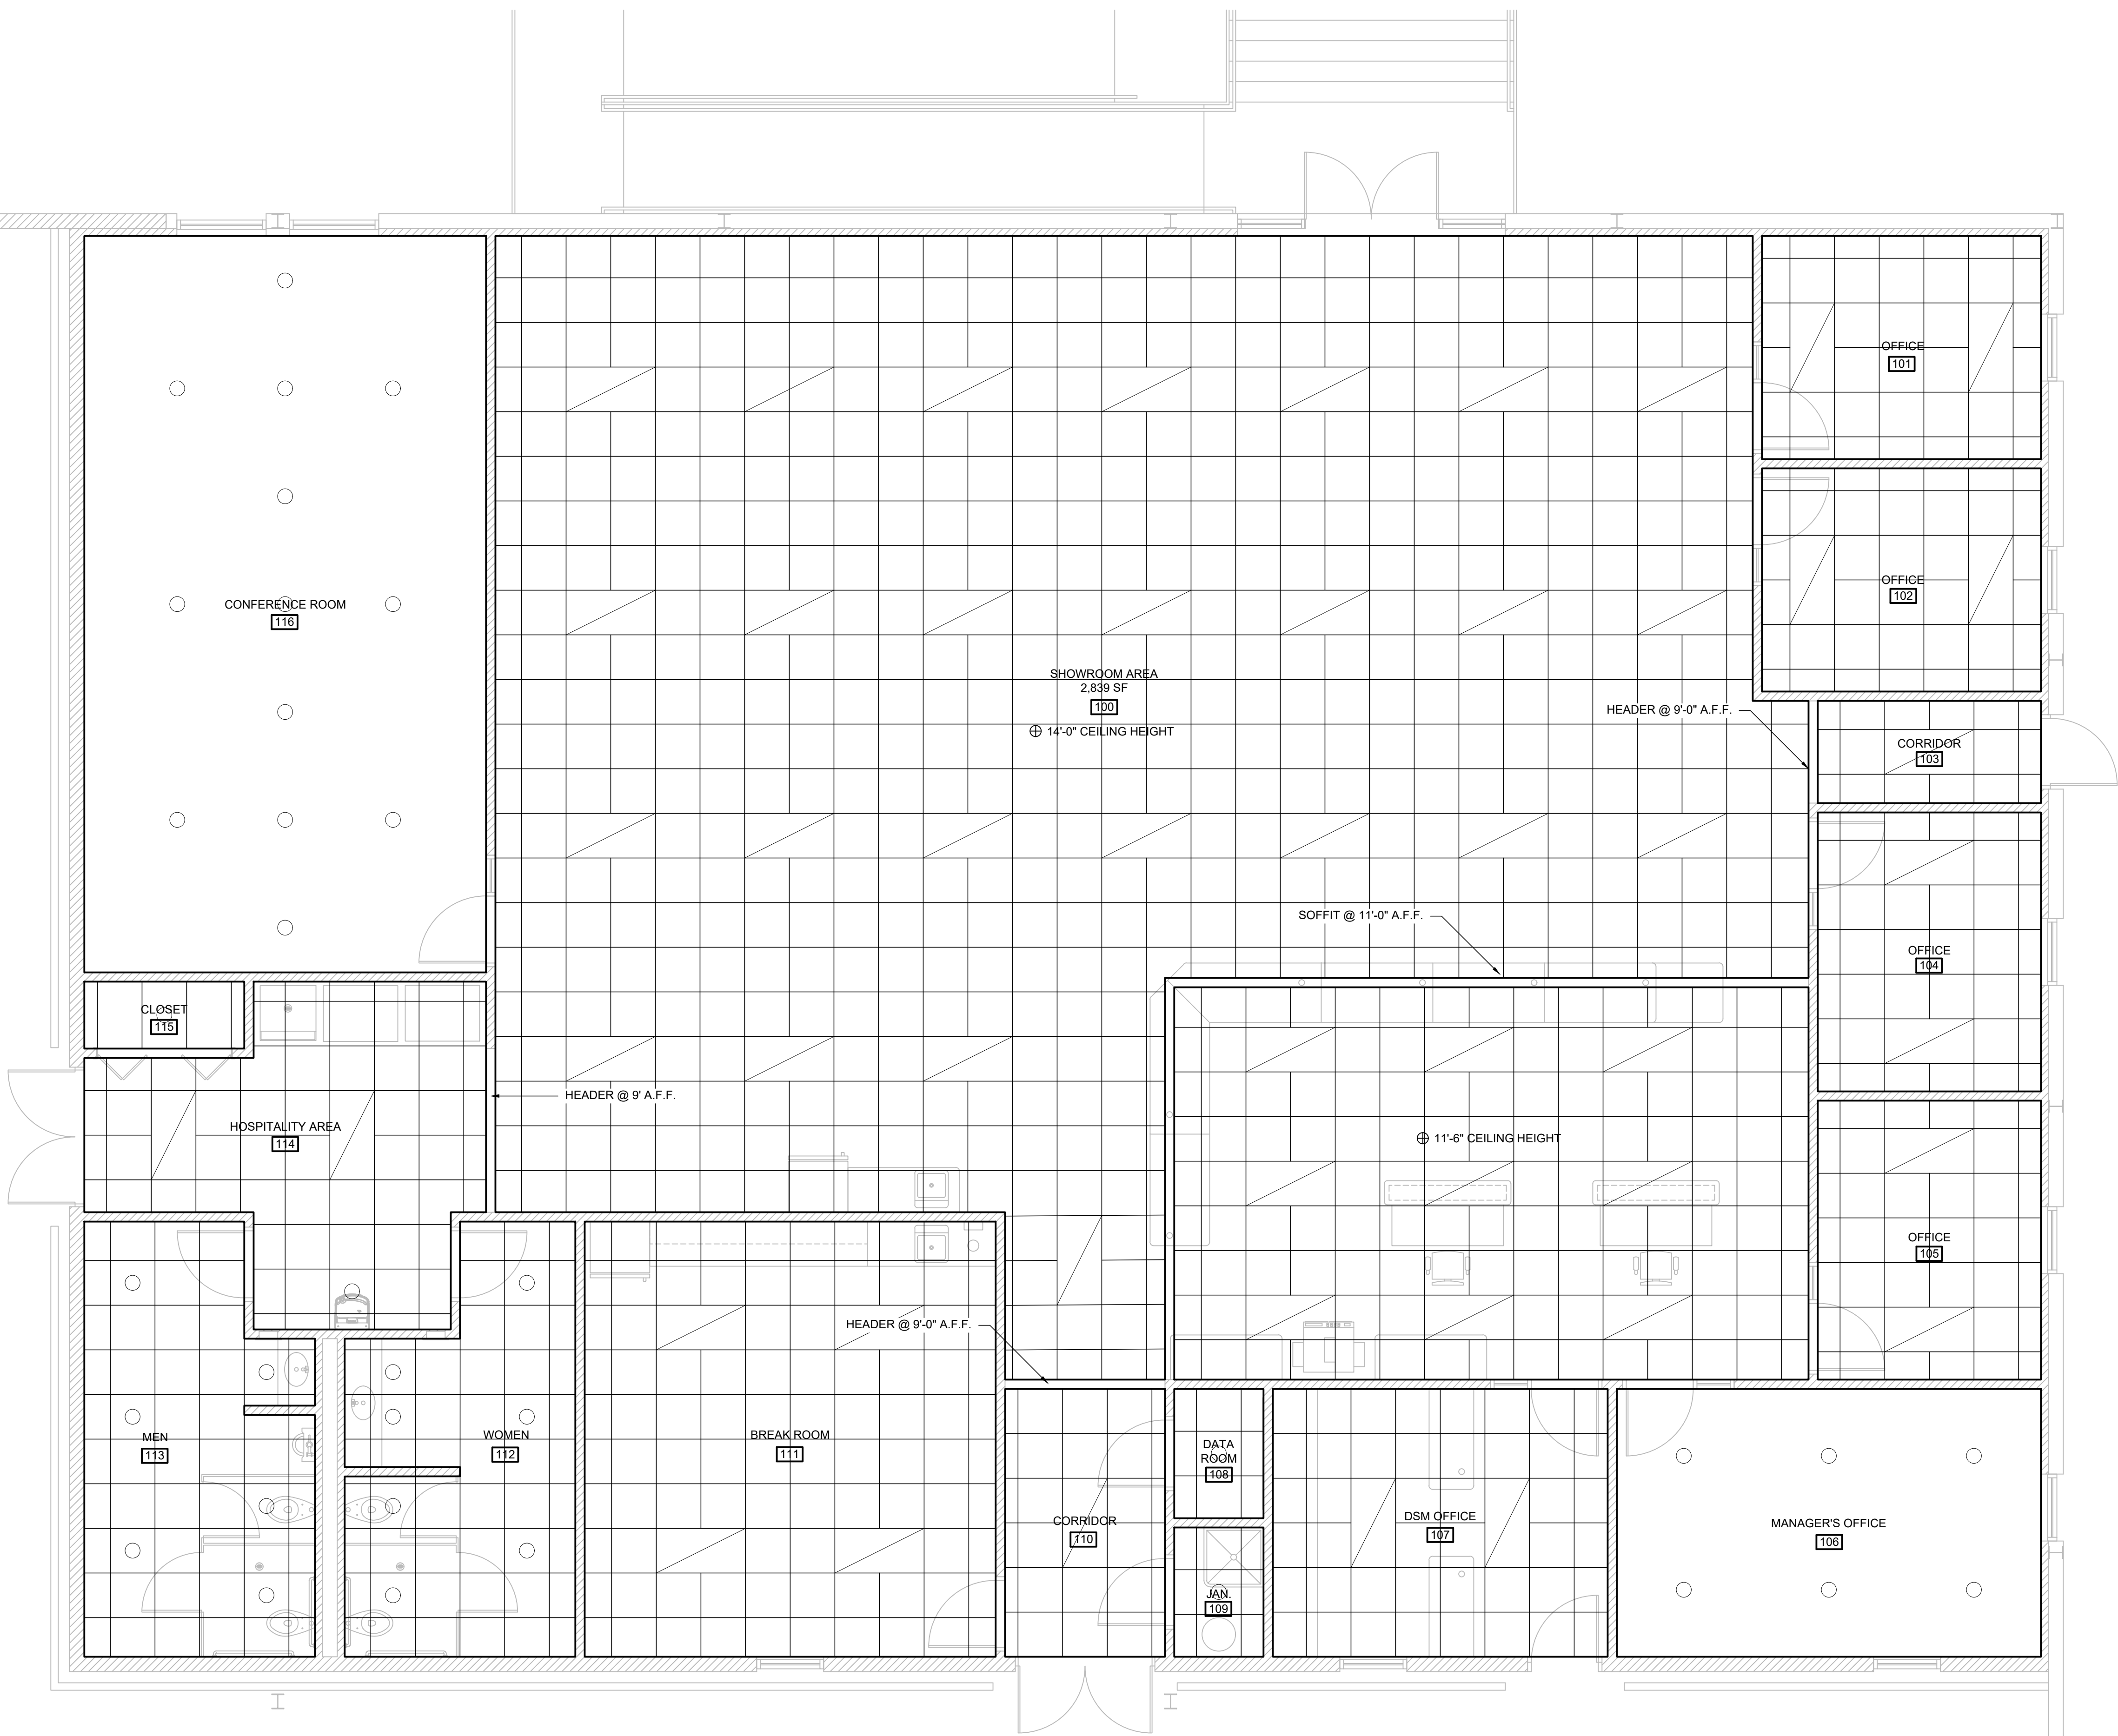 OFFICE
101
OFFICE
102
CONFERENCE ROOM
116
SHOWROOM AREA
2,839 SF
100
14'-0" CEILING HEIGHT
HEADER @ 9'-0" A.F.F.
CORRIDOR
103
SOFFIT @ 11'-0" A.F.F.
OFFICE
104
CLOSET
115
HEADER @ 9' A.F.F.
HOSPITALITY AREA
114
11'-6" CEILING HEIGHT
OFFICE
105
HEADER @ 9'-0" A.F.F.
MEN
113
WOMEN
112
BREAK ROOM
111
CORRIDOR
110
DATA
ROOM
108
JAN.
109
DSM OFFICE
107
MANAGER'S OFFICE
106